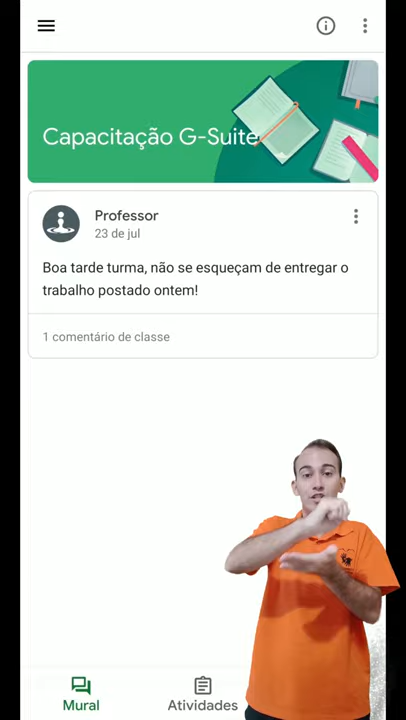 Capacitação G-Suite
Professor
23 de jul
Boa tarde turma, não se esqueçam de entregar o
trabalho postado ontem!
1 comentário de classe
Mural
Atividades